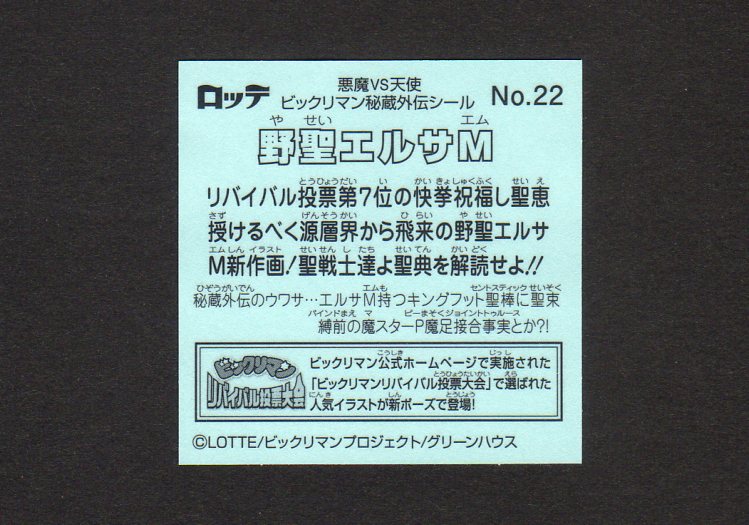 ロッテ
悪魔VS天使
ビックリマン秘蔵外伝シール
No.22
や せい エム
野聖エルサM
とうひょうだい い かい きょ しゅくふく せい え
リバイバル投票第7位の快挙祝福し聖恵
さず げんそうかい ひ らい や せい
授けるべく源層界から飛来の野聖エルサ
エム しん イラスト せい せん し たち せい てん かい どく
M新作画!聖戦士達よ聖典を解読せよ!!
ひぞうがいでん エムも セントスティック せいそく
秘蔵外伝のウワサ…エルサM持つキングフット聖棒に聖束
バインドまえ マ ピーまそくジョイントトゥルース
縛前の魔スターP魔足接合事実とか?!
ビックリマン
リバイバル投票大会
こうしき じっ し
ビックリマン公式ホームページで実施された
とうひょうたいかい えら
「ビックリマンリバイバル投票大会」で選ばれた
にん き しん とうじょう
人気イラストが新ポーズで登場!
©LOTTE/ビックリマンプロジェクト/グリーンハウス